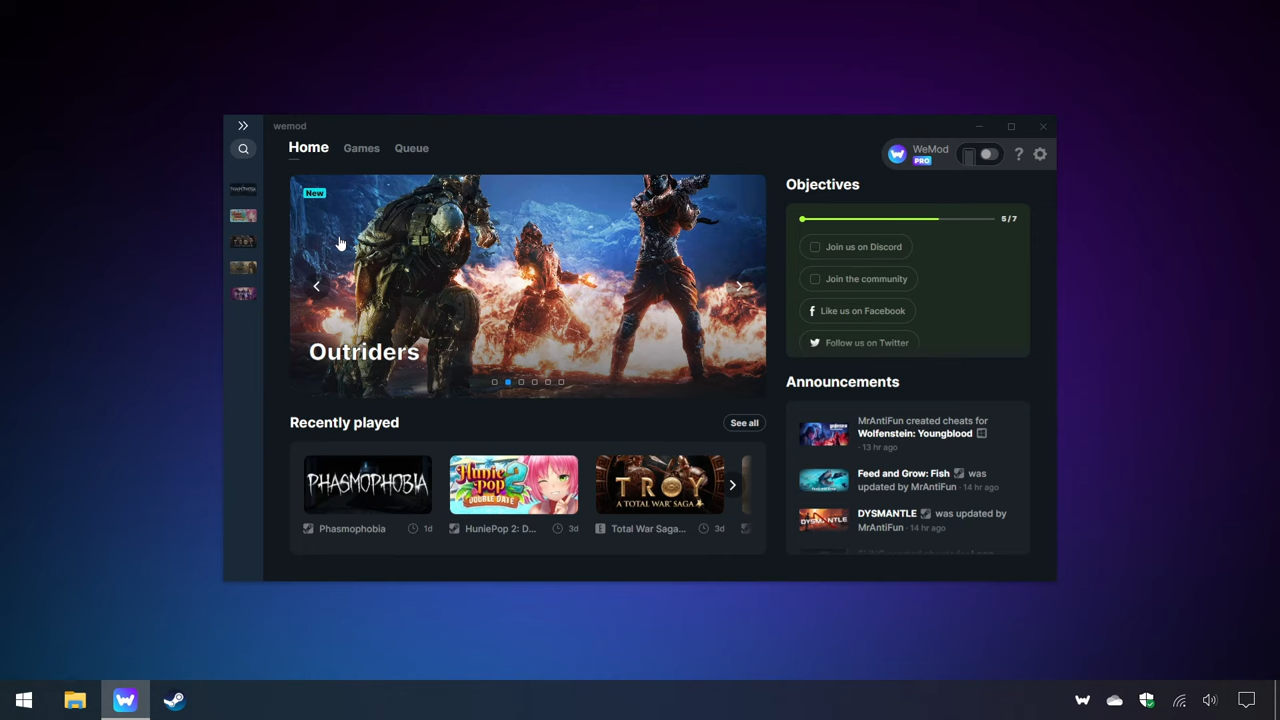 wemod
Home Games Queue
WeMod
PRO
?
New
Outriders
Recently played
See all
PHASMOPHOBIA
Hunie Pop 2
DOUBLE DATE
TROY
A TOTAL WAR SAGA
Phasmophobia 1d
HuniePop 2: D... 3d
Total War Saga... 3d
Objectives
5/7
Join us on Discord
Join the community
Like us on Facebook
Follow us on Twitter
Announcements
MrAntiFun created cheats for
Wolfenstein: Youngblood
· 13 hr ago
Feed and Grow: Fish was
updated by MrAntiFun · 14 hr ago
DYSMANTLE
DYSMANTLE was updated by
MrAntiFun · 14 hr ago